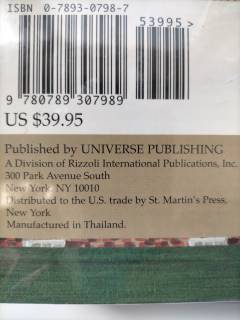 ISBN 0-7893-0798-7
53995>
9 780789 307989
US $39.95
Published by UNIVERSE PUBLISHING
A Division of Rizzoli International Publications, Inc.
300 Park Avenue South
New York, NY 10010
Distributed to the U.S. trade by St. Martin's Press,
New York
Manufactured in Thailand.